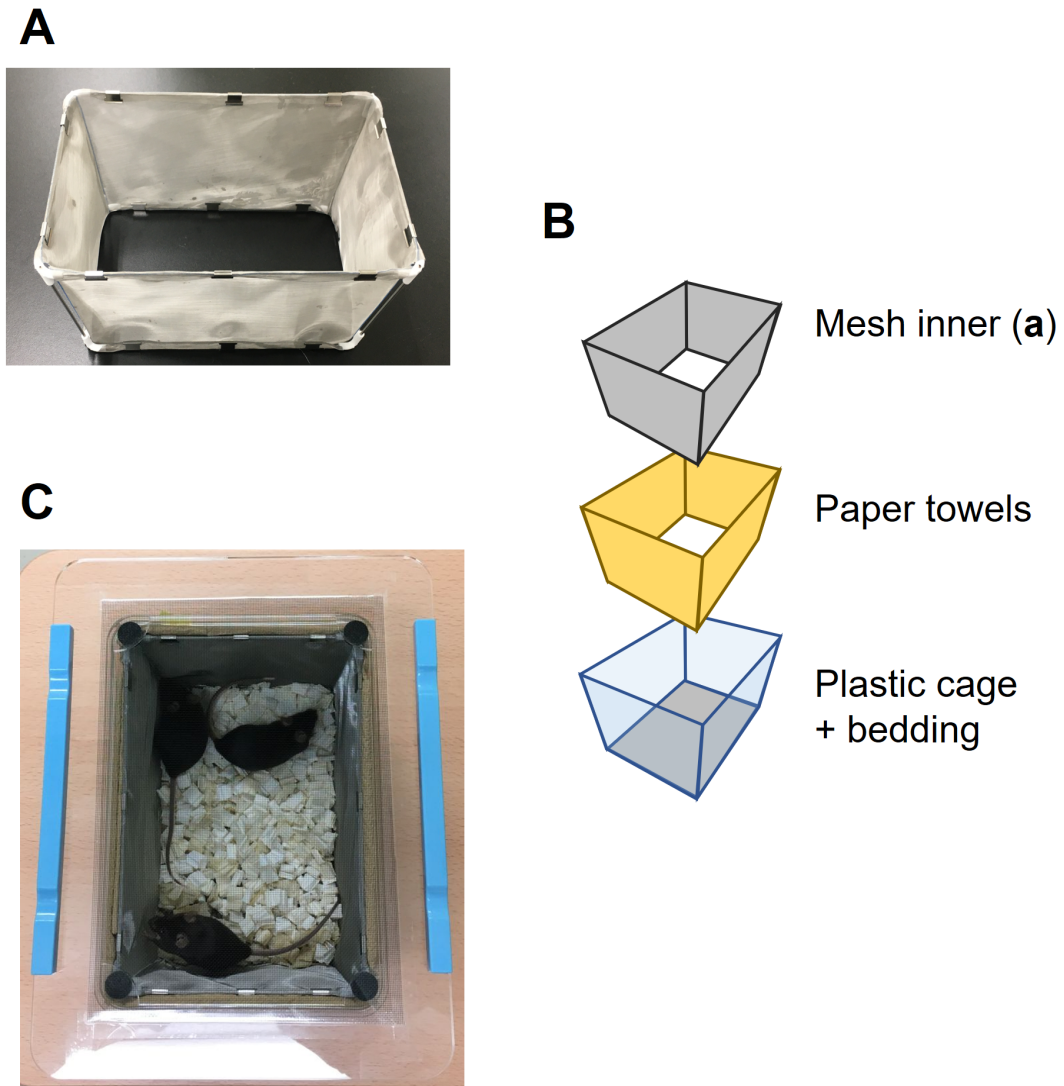 A
B
Mesh inner (a)
Paper towels
Plastic cage
+ bedding
C